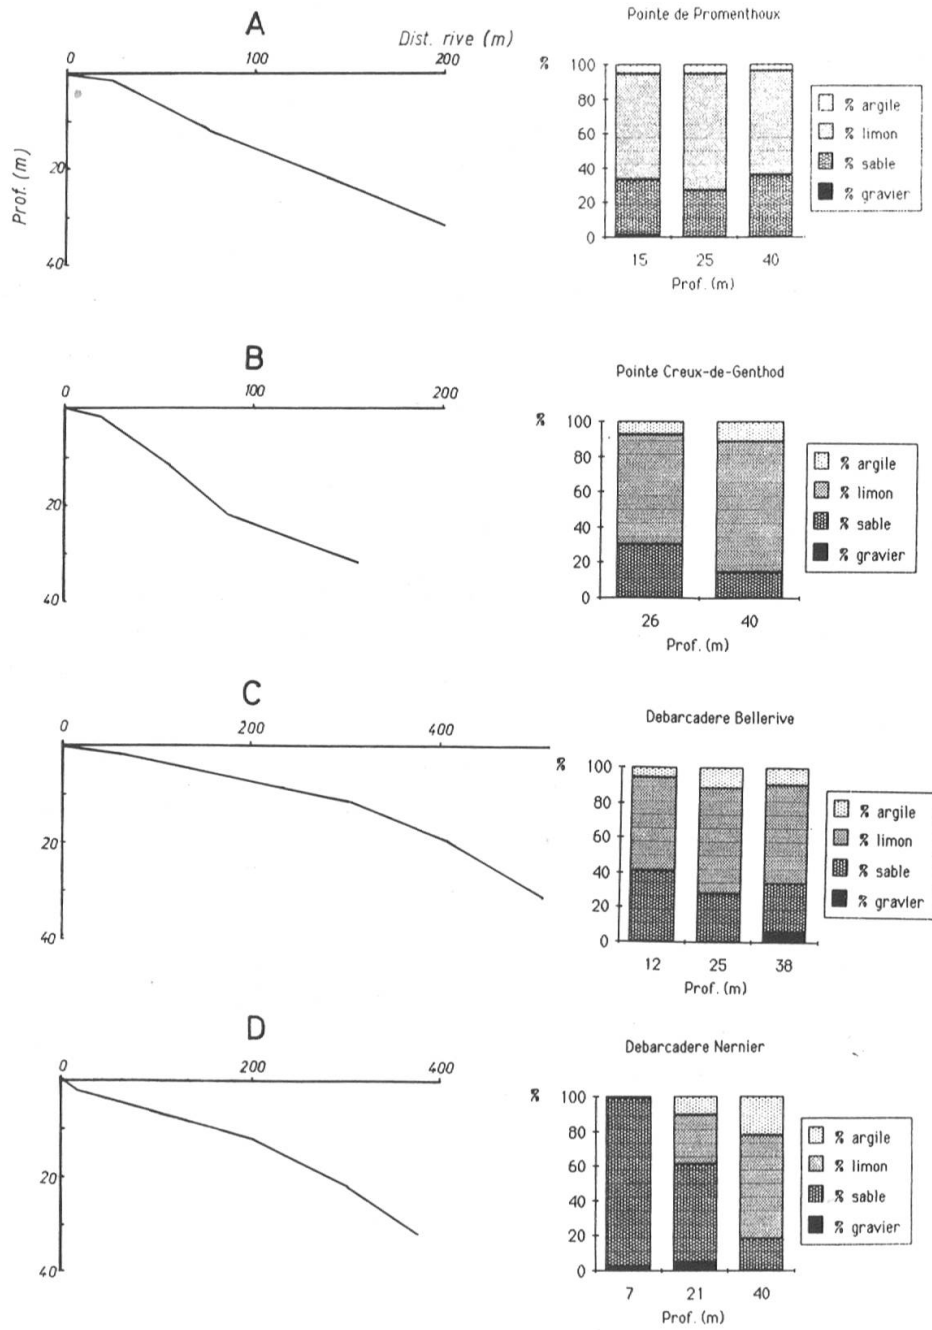 A
Dist. rive (m)
0 100 200
Prof. (m)
20
40
Pointe de Promenthoux
%
100
80
60
40
20
0
15 25 40
Prof. (m)
% argile
% limon
% sable
% gravier
B
0 100 200
20
40
Pointe Creux-de-Genthod
%
100
80
60
40
20
0
26 40
Prof. (m)
% argile
% limon
% sable
% gravier
C
0 200 400
20
40
Debarcadere Bellerive
%
100
80
60
40
20
0
12 25 38
Prof. (m)
% argile
% limon
% sable
% gravier
D
0 200 400
20
40
Debarcadere Nernier
%
100
80
60
40
20
0
7 21 40
Prof. (m)
% argile
% limon
% sable
% gravier